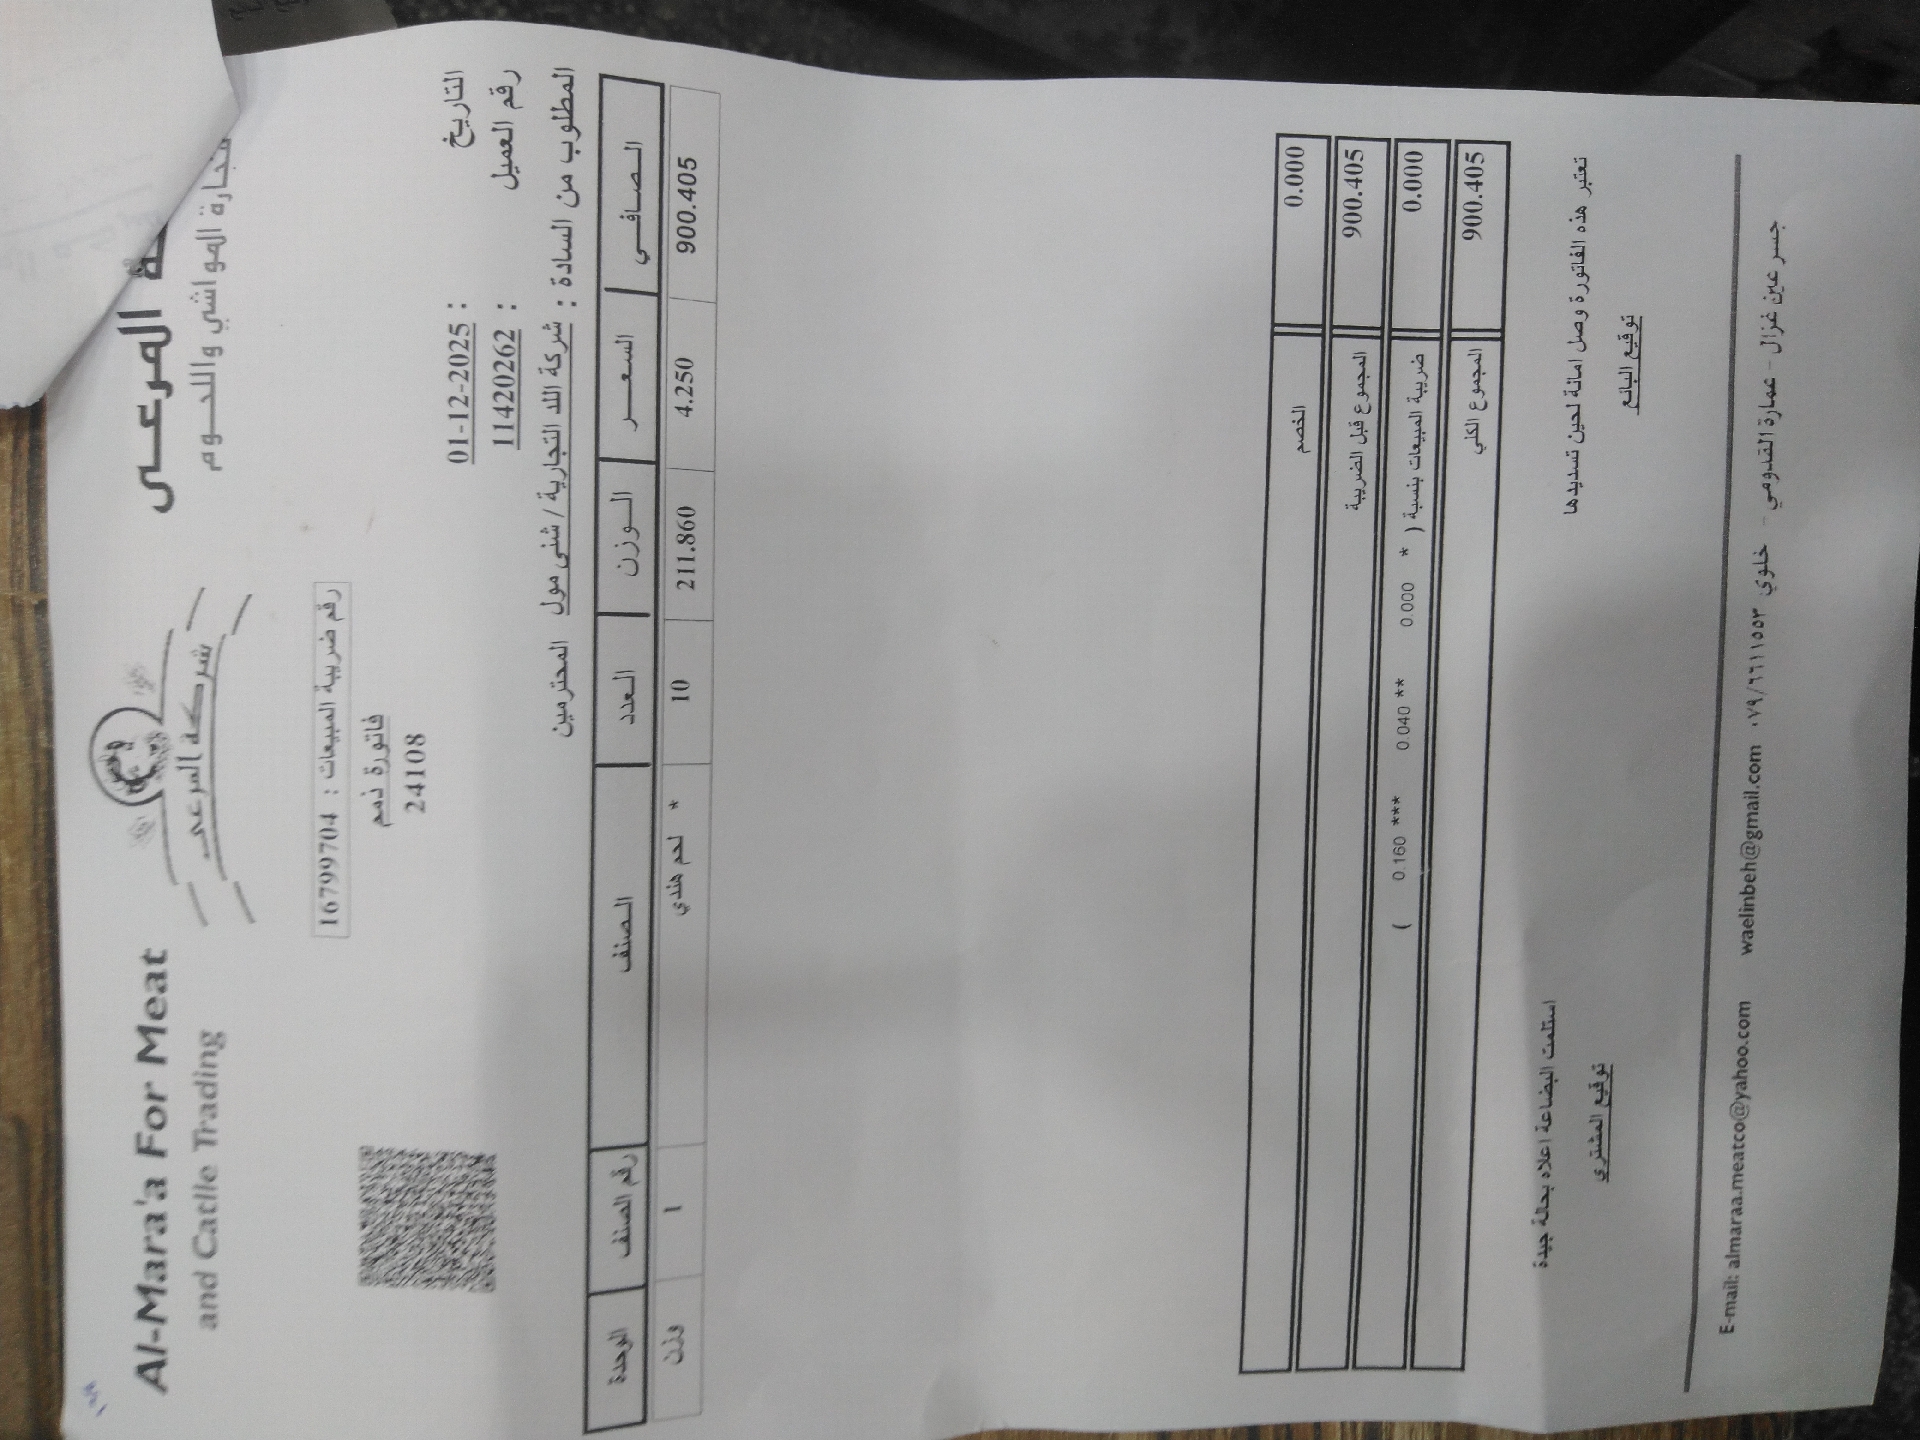 Al-Mara'a For Meat
and Catlle Trading
شركة المرعى
المرعى
تجارة المواشي واللحوم
رقم ضريبة المبيعات : 16799704
فاتورة ذمم
24108
التاريخ : 01-12-2025
رقم العميل : 11420262
المطلوب من السادة : شركة اللد التجارية / شني مول المحترمين
الصافي السعر الوزن العدد الصنف رقم الصنف الوحدة
900.405 4.250 211.860 10 * لحم هندي 1 وزن
0.000 الخصم
900.405 المجموع قبل الضريبة
0.000 ضريبة المبيعات بنسبة ( * 0.000 ** 0.040 *** 0.160 )
900.405 المجموع الكلي
تعتبر هذه الفاتورة وصل امانة لحين تسديدها
استلمت البضاعة اعلاه بحالة جيدة
توقيع البائع
توقيع المشتري
جسر عين غزال - عمارة القدومي - خلوي ٠٧٩/٦٦١١٥٥٣ waelinbeh@gmail.com
E-mail: almaraa.meatco@yahoo.com